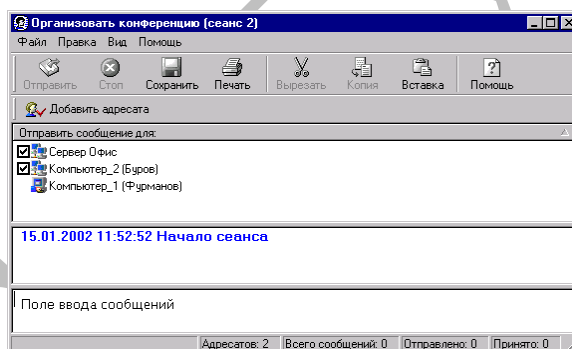 Организовать конференцию (сеанс 2)
Файл Правка Вид Помощь
Отправить Стоп Сохранить Печать Вырезать Копия Вставка Помощь
Добавить адресата
Отправить сообщение для:
Сервер Офис
Компьютер_2 (Буров)
Компьютер_1 (Фурманов)
15.01.2002 11:52:52 Начало сеанса
Поле ввода сообщений
Адресатов: 2 Всего сообщений: 0 Отправлено: 0 Принято: 0